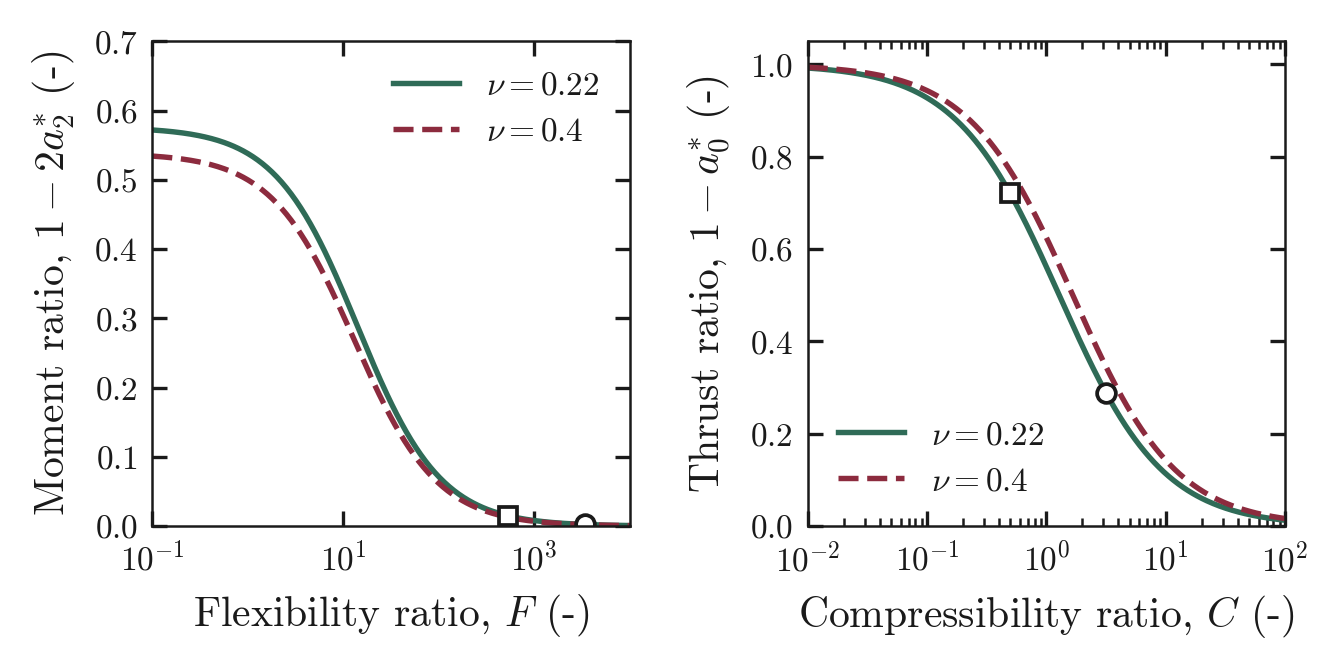 Moment ratio, 1 − 2a₂* (-)
0.7
0.6
0.5
0.4
0.3
0.2
0.1
0.0
ν = 0.22
ν = 0.4
10⁻¹ 10¹ 10³
Flexibility ratio, F (-)
Thrust ratio, 1 − a₀* (-)
1.0
0.8
0.6
0.4
0.2
0.0
ν = 0.22
ν = 0.4
10⁻² 10⁻¹ 10⁰ 10¹ 10²
Compressibility ratio, C (-)